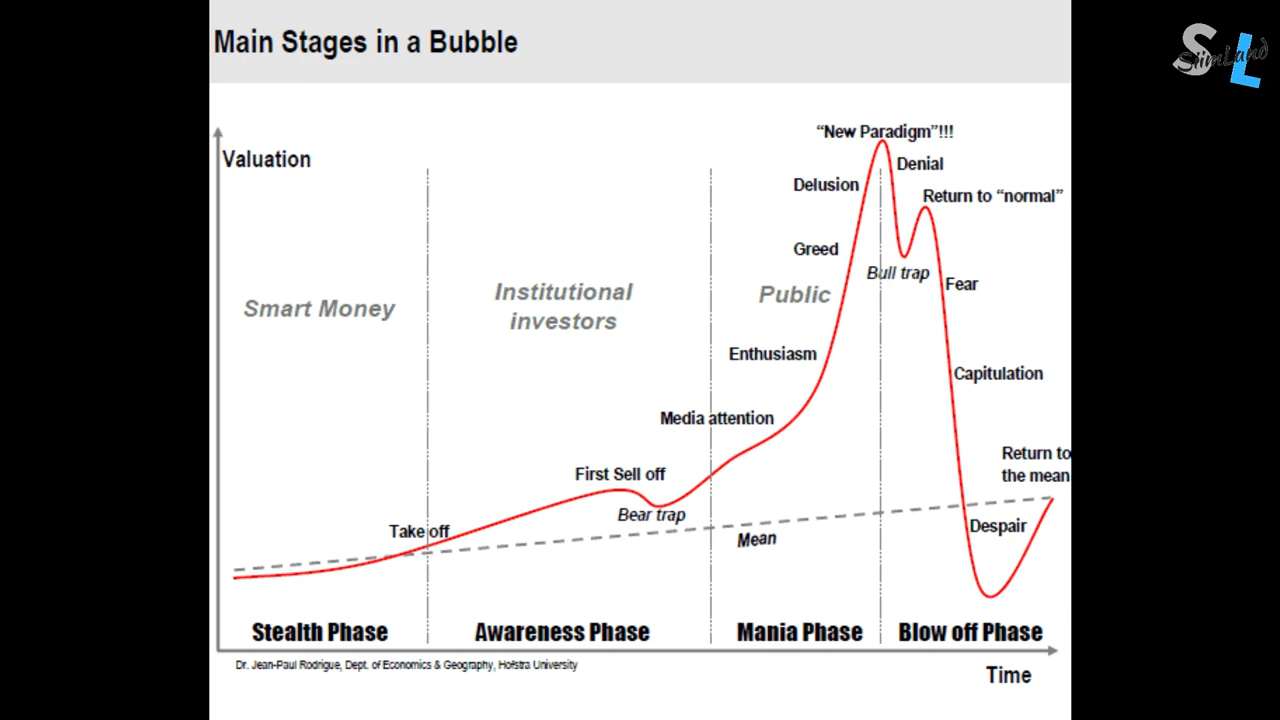 Main Stages in a Bubble
S L
SiimLand
Valuation
"New Paradigm"!!!
Denial
Delusion
Return to "normal"
Greed
Bull trap
Fear
Smart Money
Institutional
investors
Public
Enthusiasm
Capitulation
Media attention
First Sell off
Return to
the mean
Bear trap
Take off
Mean
Despair
Stealth Phase
Awareness Phase
Mania Phase
Blow off Phase
Dr. Jean-Paul Rodrigue, Dept. of Economics & Geography, Hofstra University
Time